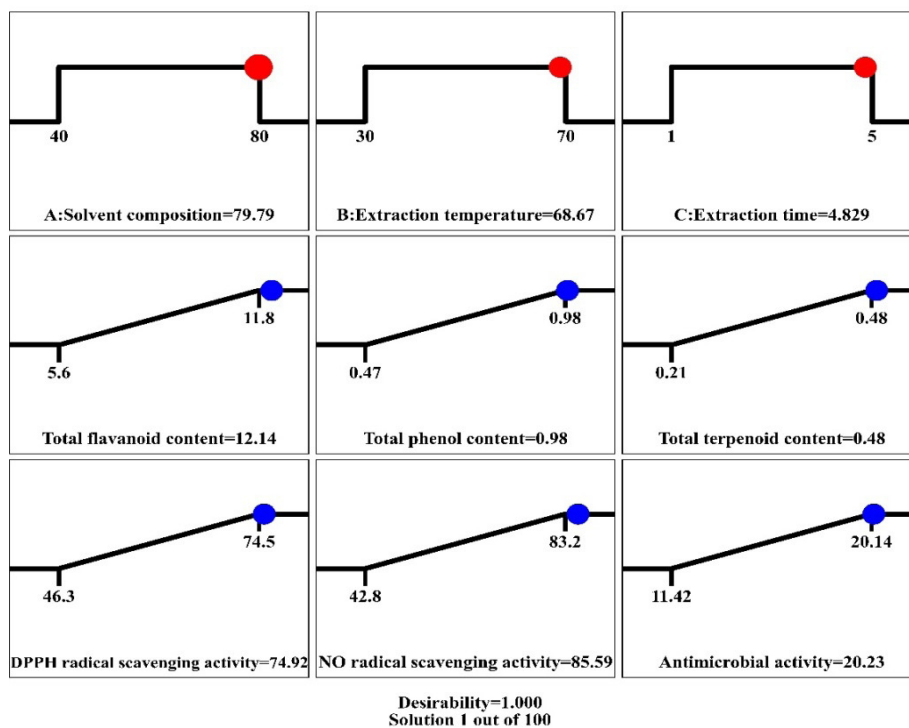 40 80
A:Solvent composition=79.79
30 70
B:Extraction temperature=68.67
1 5
C:Extraction time=4.829
11.8
5.6
Total flavanoid content=12.14
0.98
0.47
Total phenol content=0.98
0.48
0.21
Total terpenoid content=0.48
74.5
46.3
DPPH radical scavenging activity=74.92
83.2
42.8
NO radical scavenging activity=85.59
20.14
11.42
Antimicrobial activity=20.23
Desirability=1.000
Solution 1 out of 100